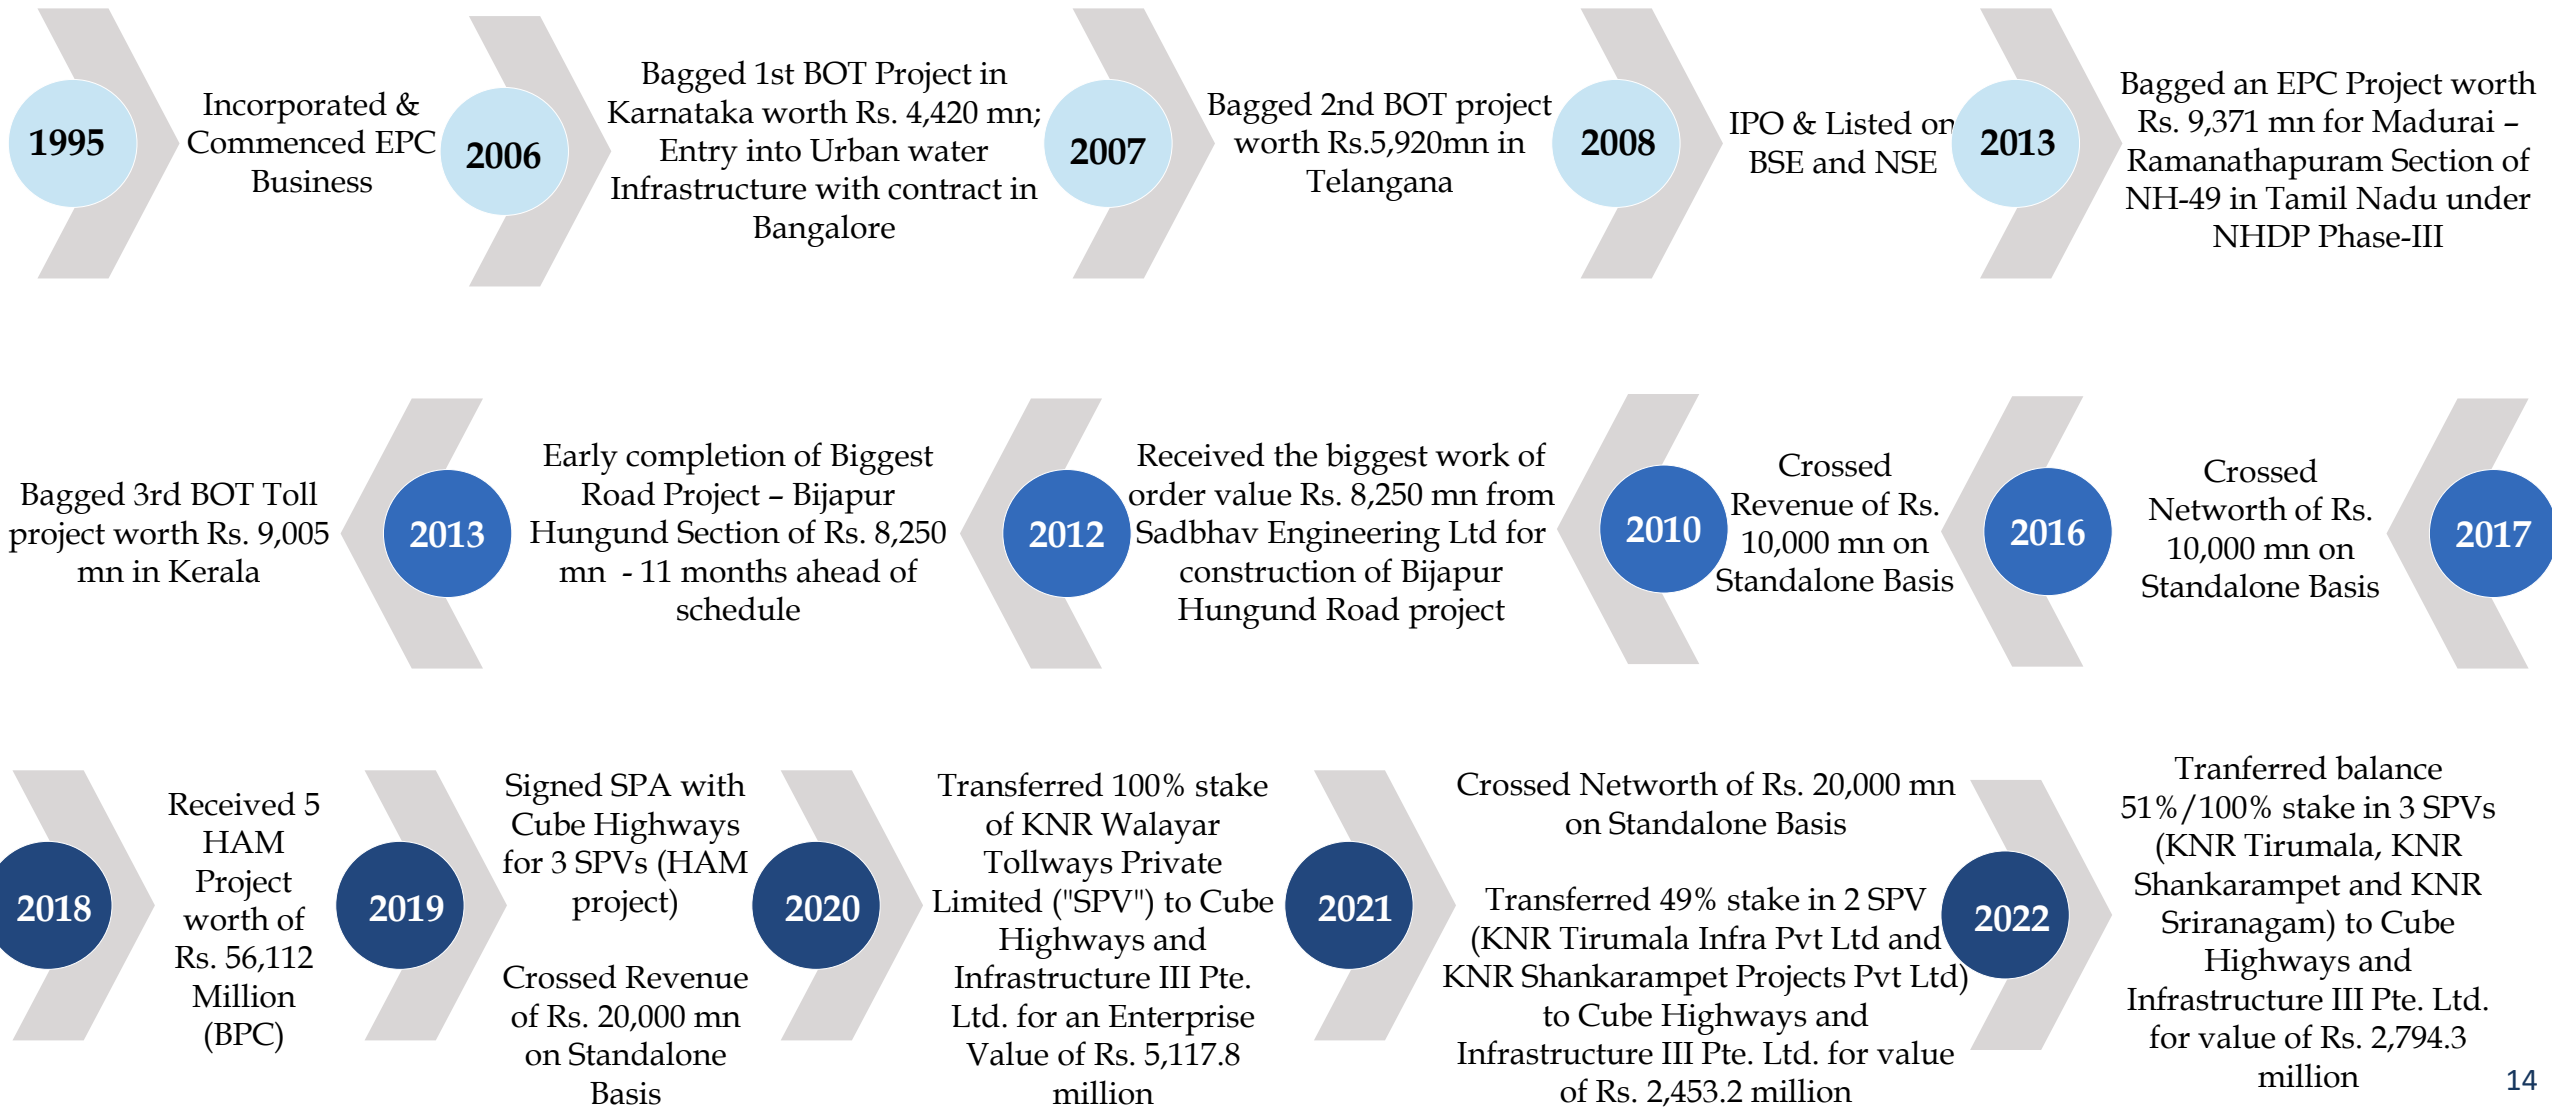 1995
Incorporated &
Commenced EPC
Business
2006
Bagged 1st BOT Project in
Karnataka worth Rs. 4,420 mn;
Entry into Urban water
Infrastructure with contract in
Bangalore
2007
Bagged 2nd BOT project
worth Rs.5,920mn in
Telangana
2008
IPO & Listed on
BSE and NSE
2013
Bagged an EPC Project worth
Rs. 9,371 mn for Madurai –
Ramanathapuram Section of
NH-49 in Tamil Nadu under
NHDP Phase-III
Bagged 3rd BOT Toll
project worth Rs. 9,005
mn in Kerala
2013
Early completion of Biggest
Road Project – Bijapur
Hungund Section of Rs. 8,250
mn - 11 months ahead of
schedule
2012
Received the biggest work of
order value Rs. 8,250 mn from
Sadbhav Engineering Ltd for
construction of Bijapur
Hungund Road project
2010
Crossed
Revenue of Rs.
10,000 mn on
Standalone Basis
2016
Crossed
Networth of Rs.
10,000 mn on
Standalone Basis
2017
2018
Received 5
HAM
Project
worth of
Rs. 56,112
Million
(BPC)
2019
Signed SPA with
Cube Highways
for 3 SPVs (HAM
project)
Crossed Revenue
of Rs. 20,000 mn
on Standalone
Basis
2020
Transferred 100% stake
of KNR Walayar
Tollways Private
Limited ("SPV") to Cube
Highways and
Infrastructure III Pte.
Ltd. for an Enterprise
Value of Rs. 5,117.8
million
2021
Crossed Networth of Rs. 20,000 mn
on Standalone Basis
Transferred 49% stake in 2 SPV
(KNR Tirumala Infra Pvt Ltd and
KNR Shankarampet Projects Pvt Ltd)
to Cube Highways and
Infrastructure III Pte. Ltd. for value
of Rs. 2,453.2 million
2022
Tranferred balance
51%/100% stake in 3 SPVs
(KNR Tirumala, KNR
Shankarampet and KNR
Sriranagam) to Cube
Highways and
Infrastructure III Pte. Ltd.
for value of Rs. 2,794.3
million
14